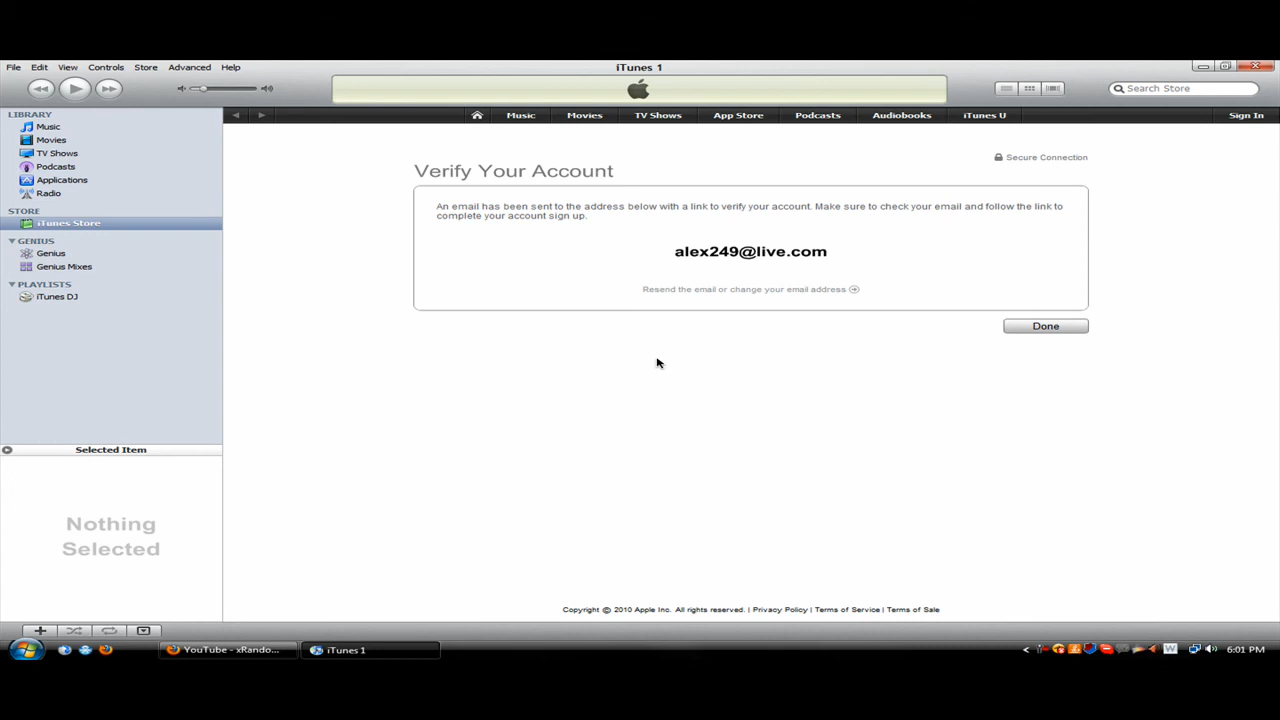 iTunes 1
File Edit View Controls Store Advanced Help
Search Store
LIBRARY
Music
Movies
TV Shows
Podcasts
Applications
Radio
STORE
iTunes Store
GENIUS
Genius
Genius Mixes
PLAYLISTS
iTunes DJ
Selected Item
Nothing
Selected
Music Movies TV Shows App Store Podcasts Audiobooks iTunes U Sign In
Secure Connection
Verify Your Account
An email has been sent to the address below with a link to verify your account. Make sure to check your email and follow the link to
complete your account sign up.
alex249@live.com
Resend the email or change your email address
Done
Copyright © 2010 Apple Inc. All rights reserved. | Privacy Policy | Terms of Service | Terms of Sale
YouTube - xRando... iTunes 1 W 6:01 PM